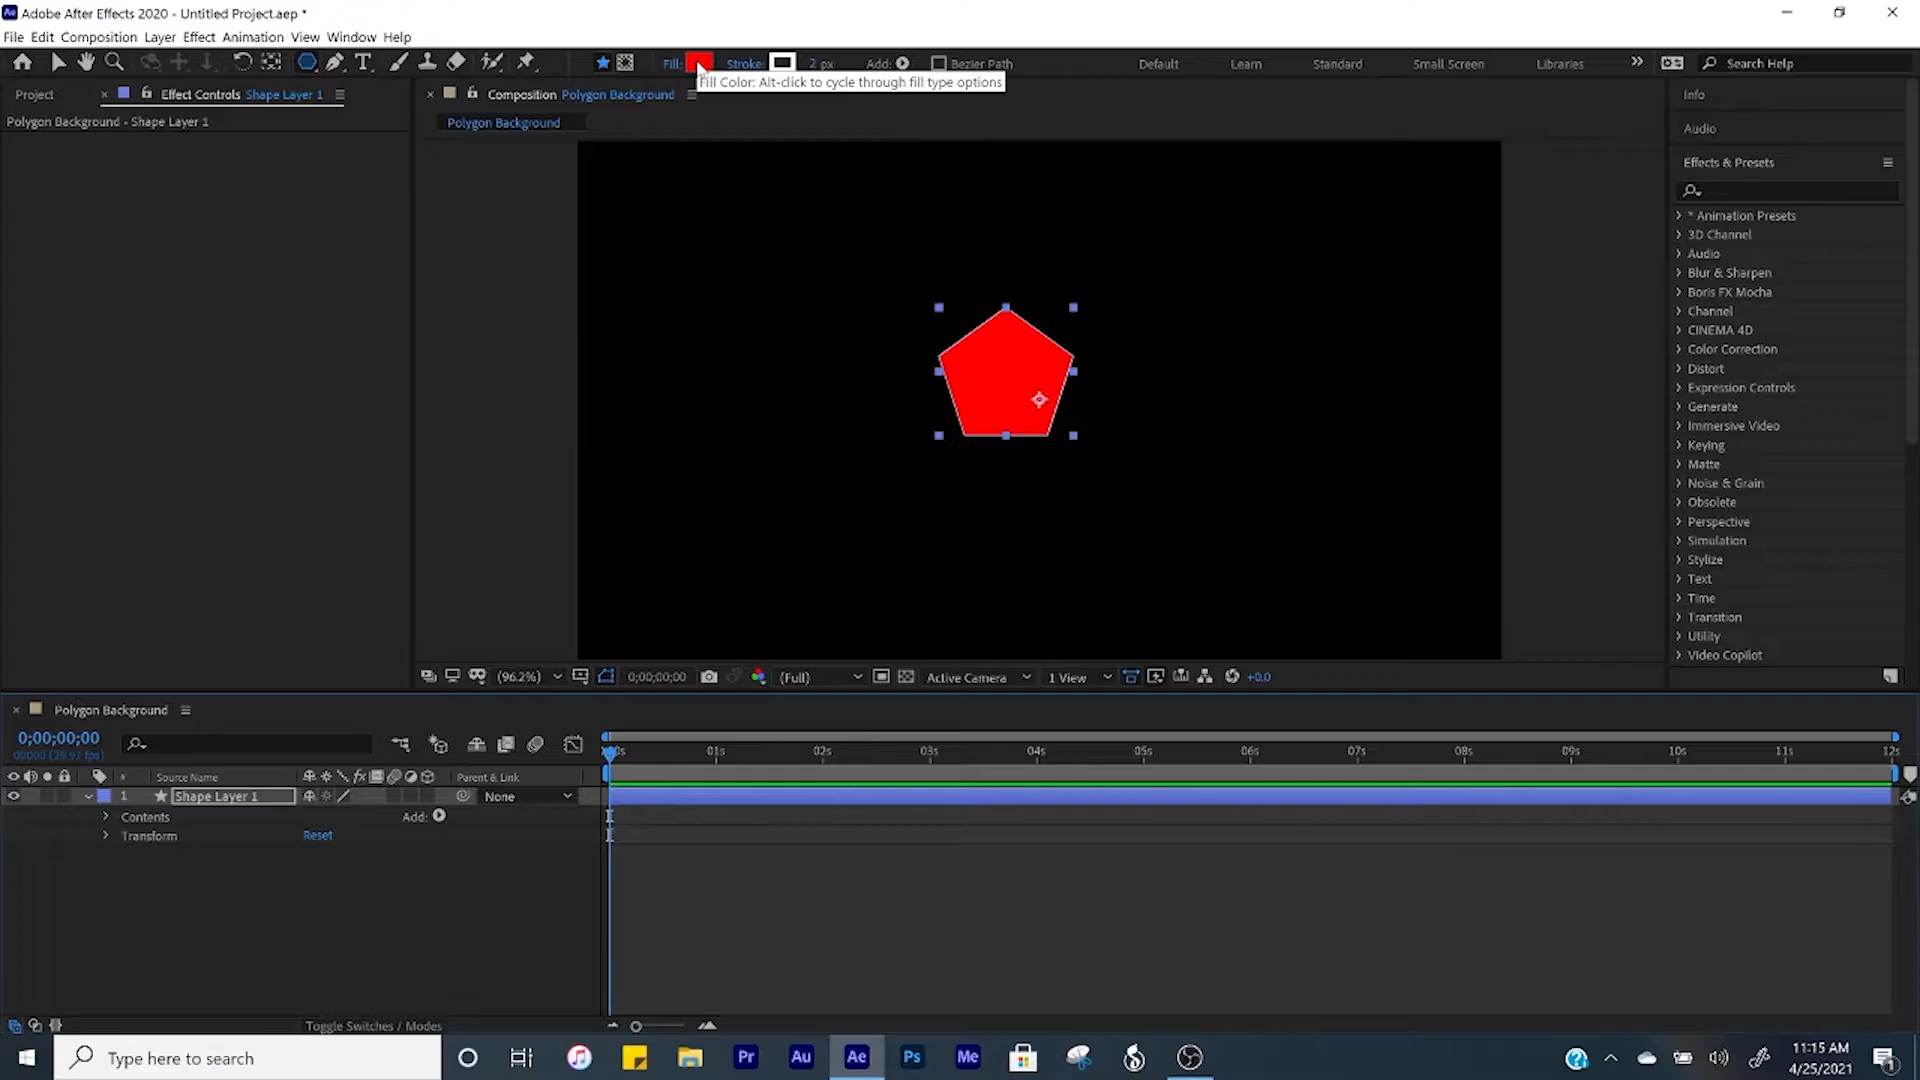 Adobe After Effects 2020 - Untitled Project.aep *
File Edit Composition Layer Effect Animation View Window Help
Fill: Stroke: 2 px Add: Bezier Path Default Learn Standard Small Screen Libraries Search Help
Fill Color: Alt-click to cycle through fill type options
Project Effect Controls Shape Layer 1 Composition Polygon Background Info
Polygon Background - Shape Layer 1
Polygon Background
Audio
Effects & Presets
* Animation Presets
3D Channel
Audio
Blur & Sharpen
Boris FX Mocha
Channel
CINEMA 4D
Color Correction
Distort
Expression Controls
Generate
Immersive Video
Keying
Matte
Noise & Grain
Obsolete
Perspective
Simulation
Stylize
Text
Time
Transition
Utility
Video Copilot
(96.2%) 0;00;00;00 (Full) Active Camera 1 View +0.0
Polygon Background
0;00;00;00
00000 (29.97 fps)
0s 01s 02s 03s 04s 05s 06s 07s 08s 09s 10s 11s 12s
# Source Name fx Parent & Link
1 Shape Layer 1 None
Contents Add:
Transform Reset
Toggle Switches / Modes
Type here to search
Pr Au Ae Ps Me
11:15 AM
4/25/2021
1